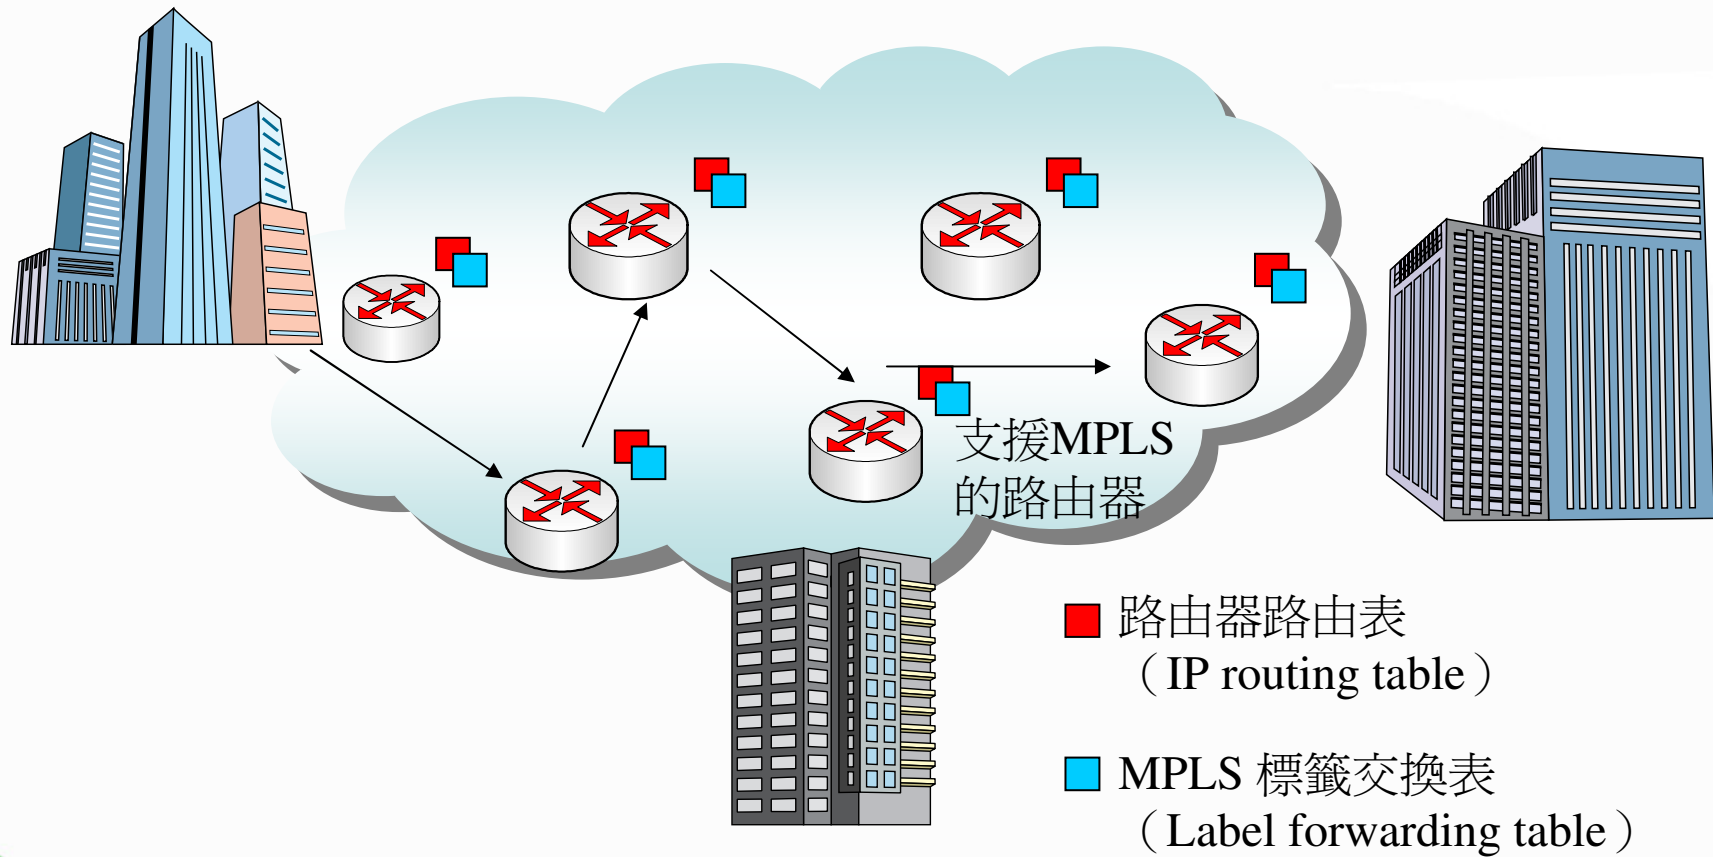 支援MPLS
的路由器
路由器路由表
（IP routing table）
MPLS 標籤交換表
（Label forwarding table）